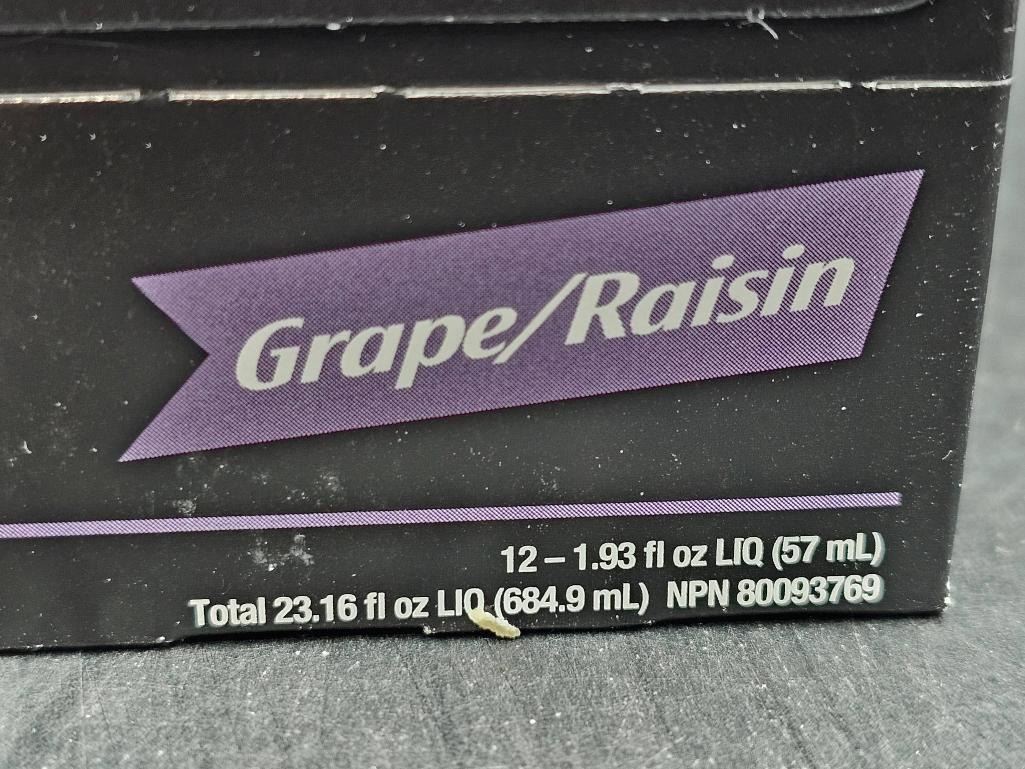 Grape/Raisin
12 – 1.93 fl oz LIQ (57 mL)
Total 23.16 fl oz LIQ (684.9 mL) NPN 80093769